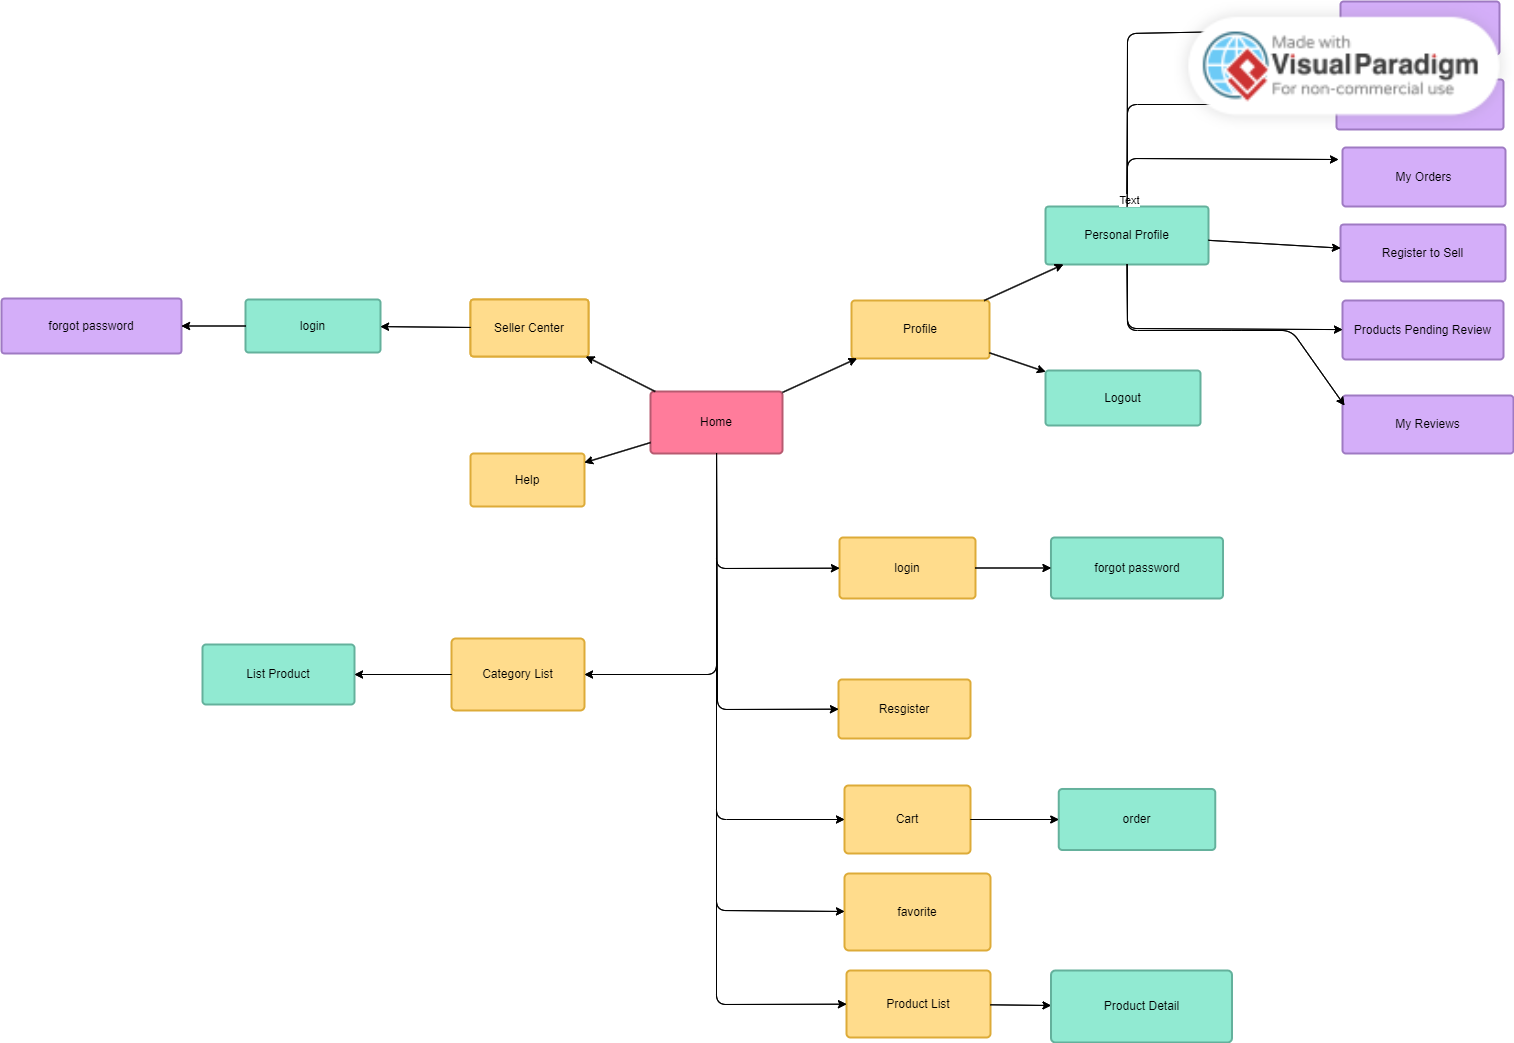 Made with
Visual Paradigm
For non-commercial use
My Orders
Text
Personal Profile
Register to Sell
forgot password
login
Seller Center
Profile
Products Pending Review
Logout
Home
My Reviews
Help
login
forgot password
List Product
Category List
Resgister
Cart
order
favorite
Product List
Product Detail